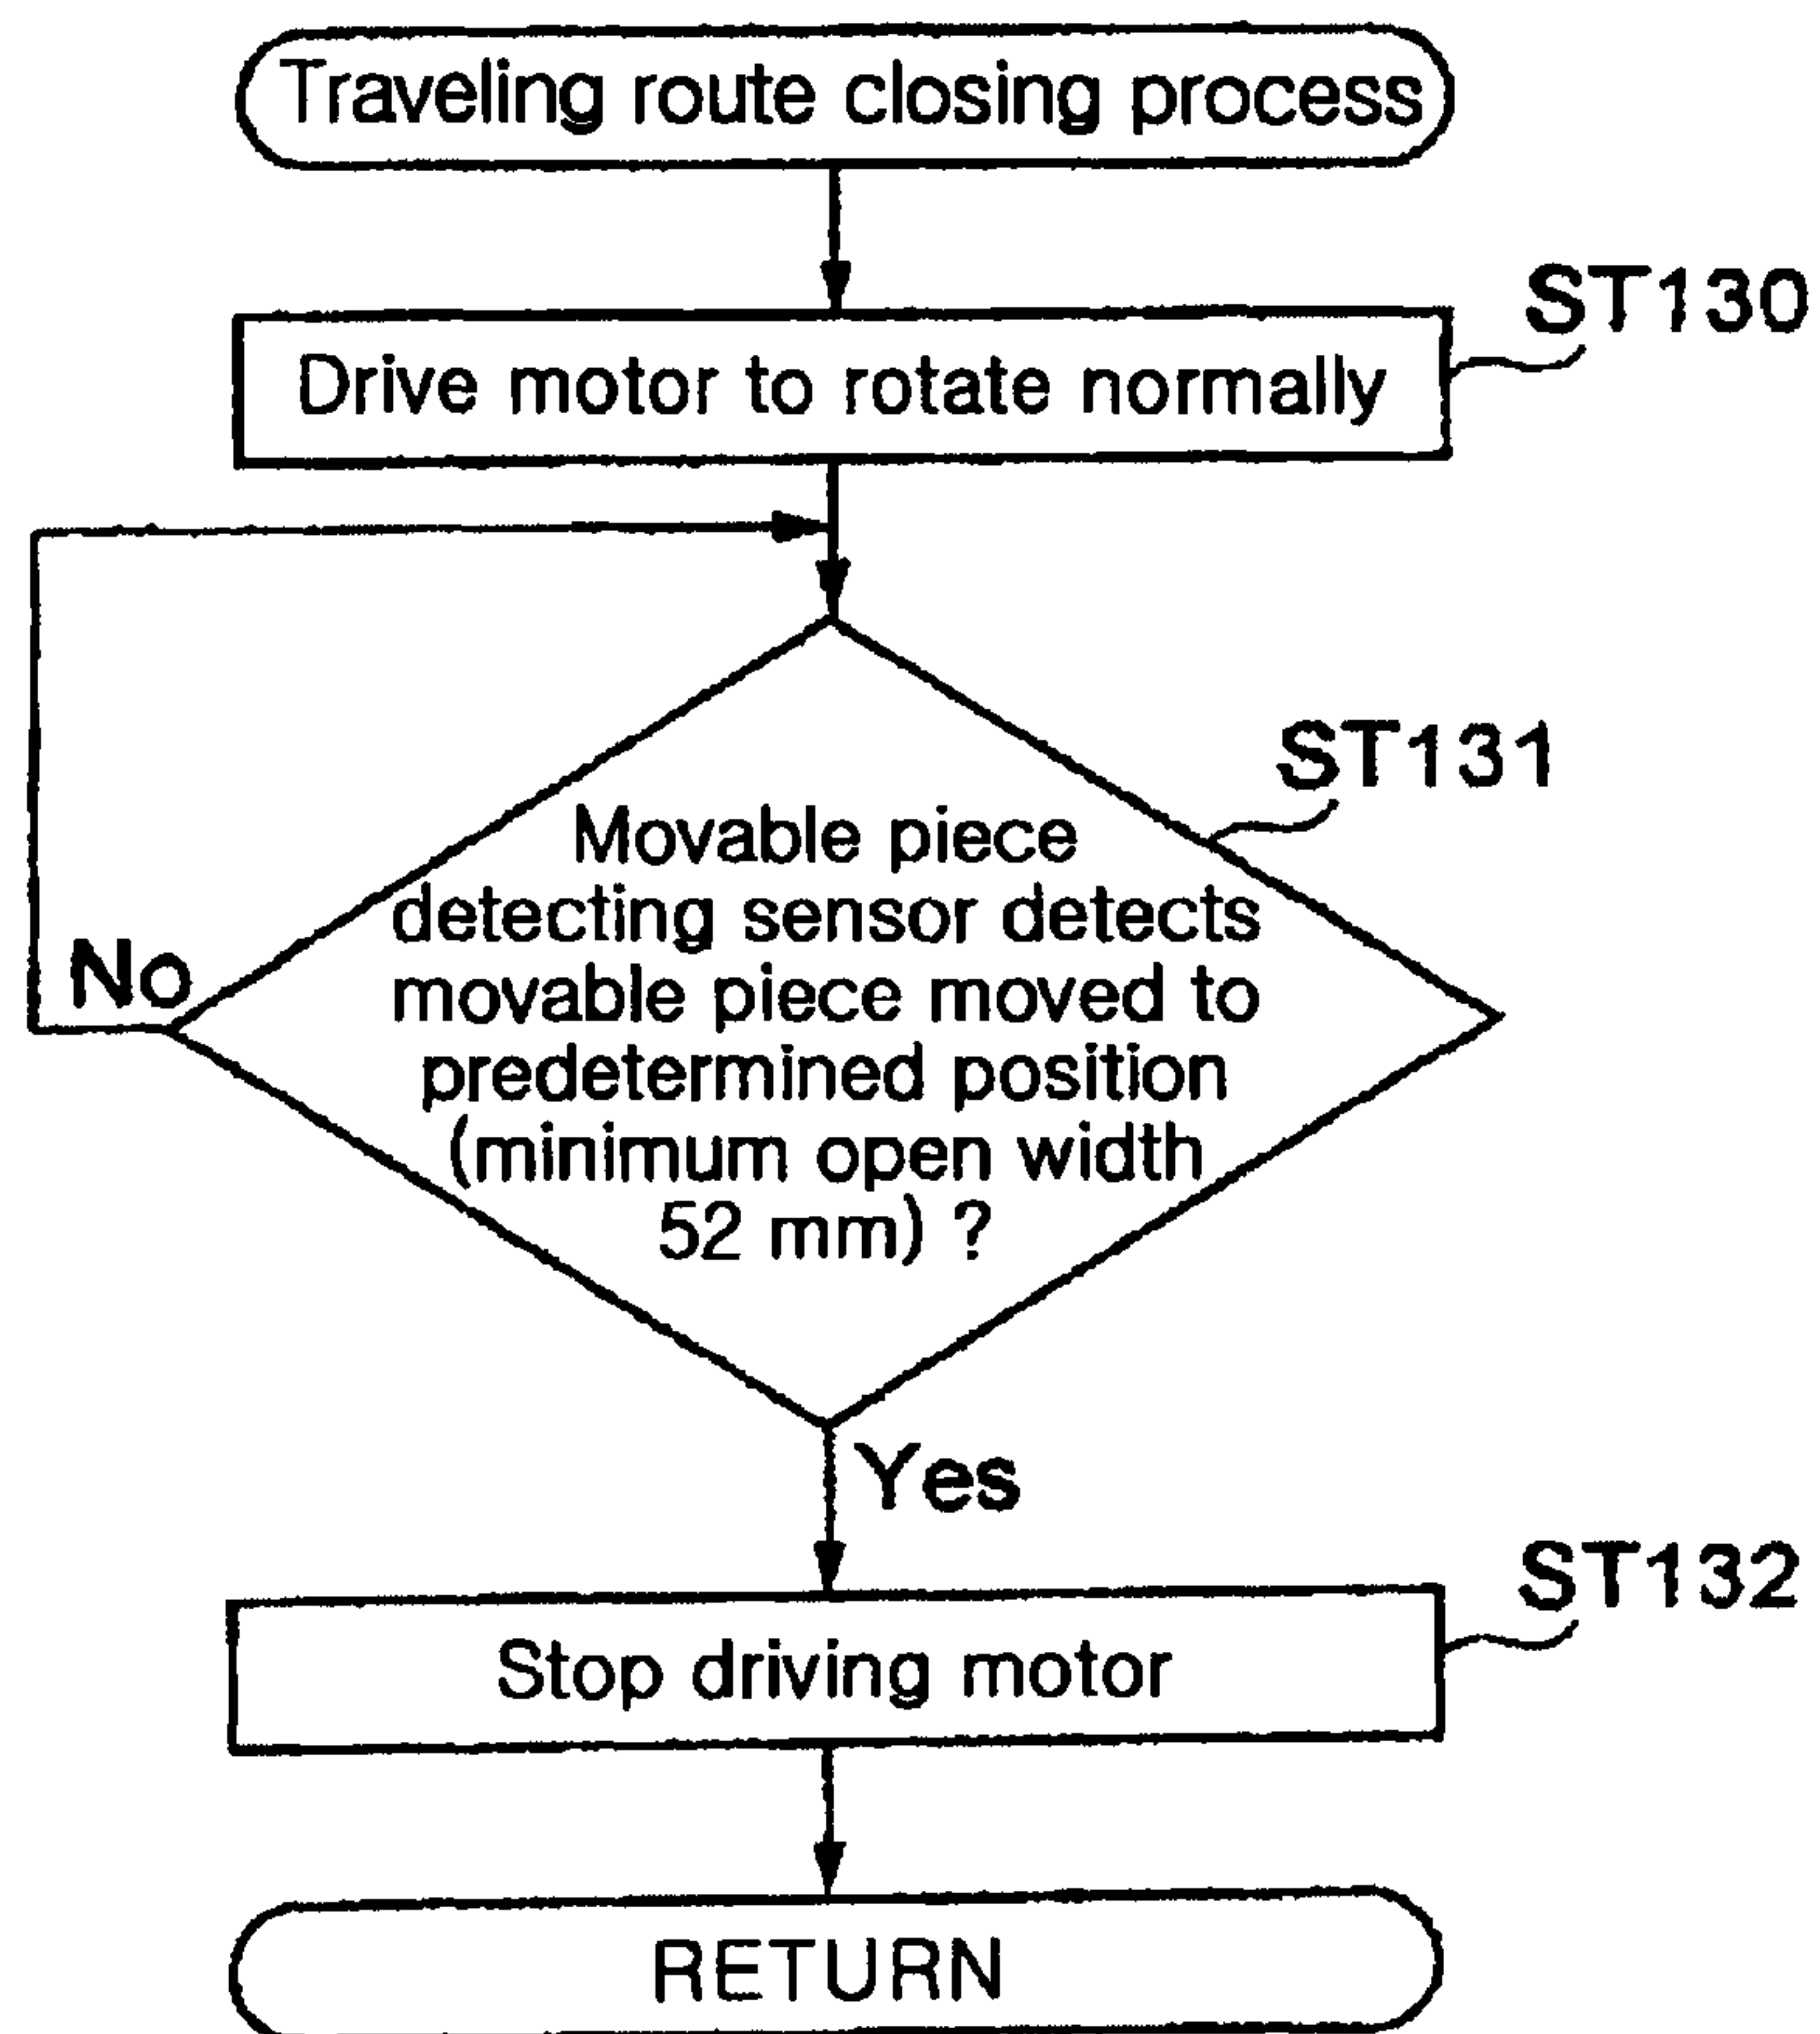 Traveling route closing process
ST130
Drive motor to rotate normally
ST131
Movable piece
detecting sensor detects
movable piece moved to
predetermined position
(minimum open width
52 mm) ?
No
Yes
ST132
Stop driving motor
RETURN